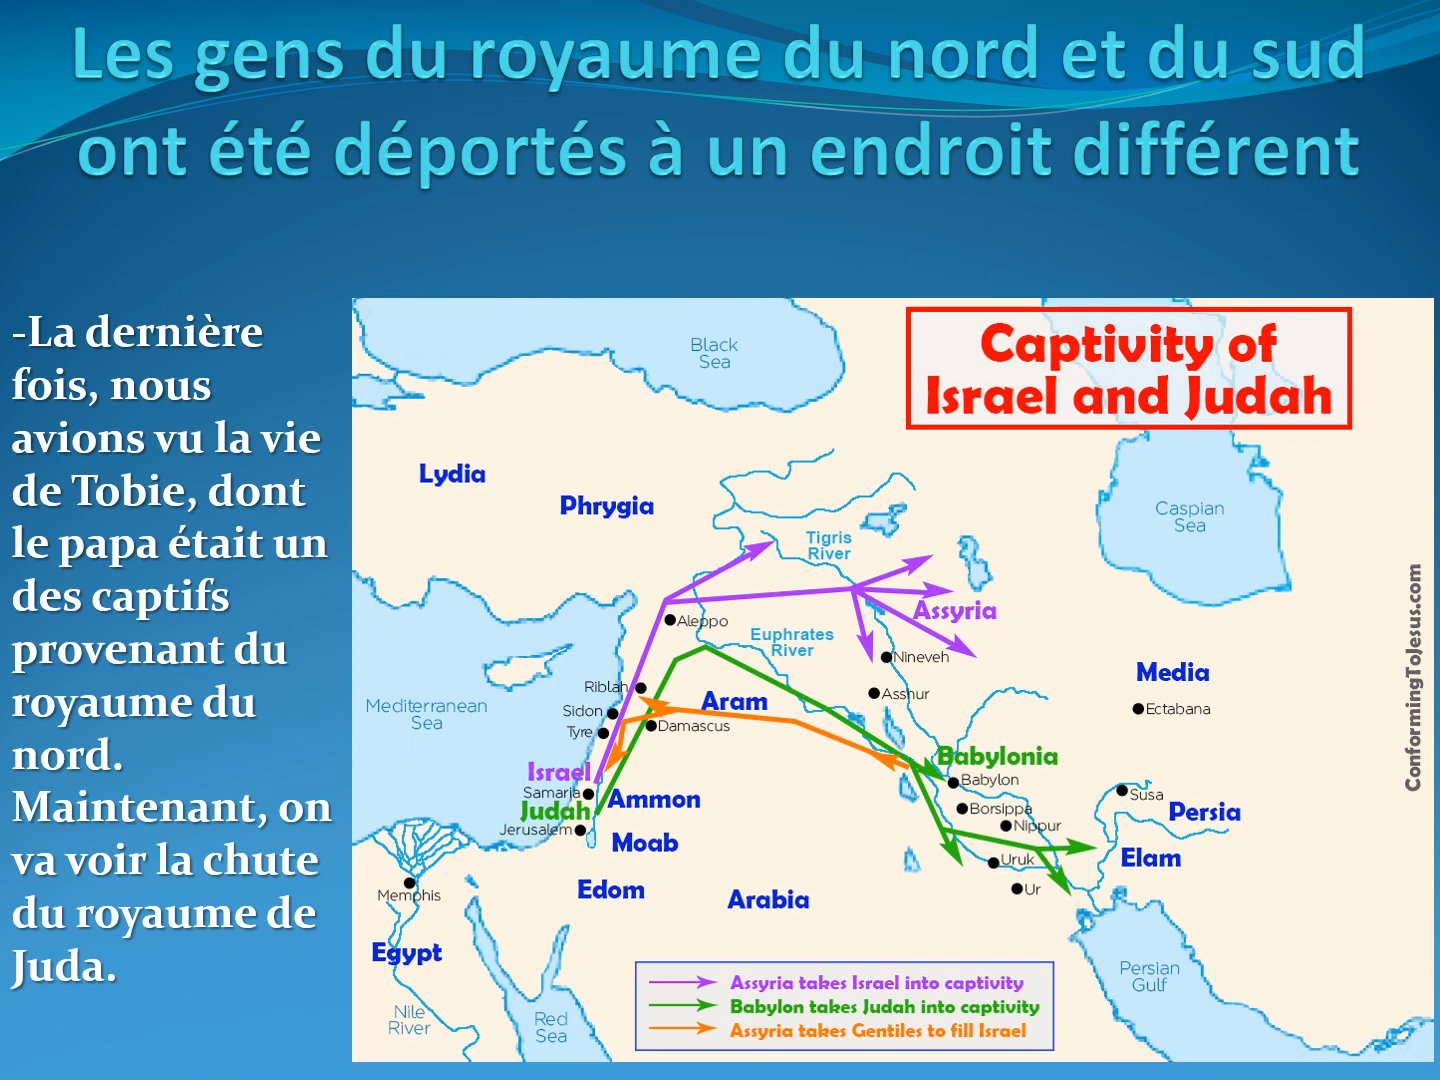 Les gens du royaume du nord et du sud
ont été déportés à un endroit différent
-La dernière
fois, nous
avions vu la vie
de Tobie, dont
le papa était un
des captifs
provenant du
royaume du
nord.
Maintenant, on
va voir la chute
du royaume de
Juda.
Captivity of
Israel and Judah
Black
Sea
Lydia
Phrygia
Caspian
Sea
Tigris
River
Assyria
Aleppo
Euphrates
River
Nineveh
Media
Riblah
Asshur
Aram
Mediterranean
Sea
Sidon
Ectabana
Tyre
Damascus
Babylonia
Israel
Babylon
Samaria
Ammon
Susa
Judah
Borsippa
Persia
Jerusalem
Nippur
Moab
Uruk
Elam
Memphis
Edom
Ur
Arabia
Egypt
Persian
Gulf
Nile
River
Red
Sea
Assyria takes Israel into captivity
Babylon takes Judah into captivity
Assyria takes Gentiles to fill Israel
ConformingToJesus.com